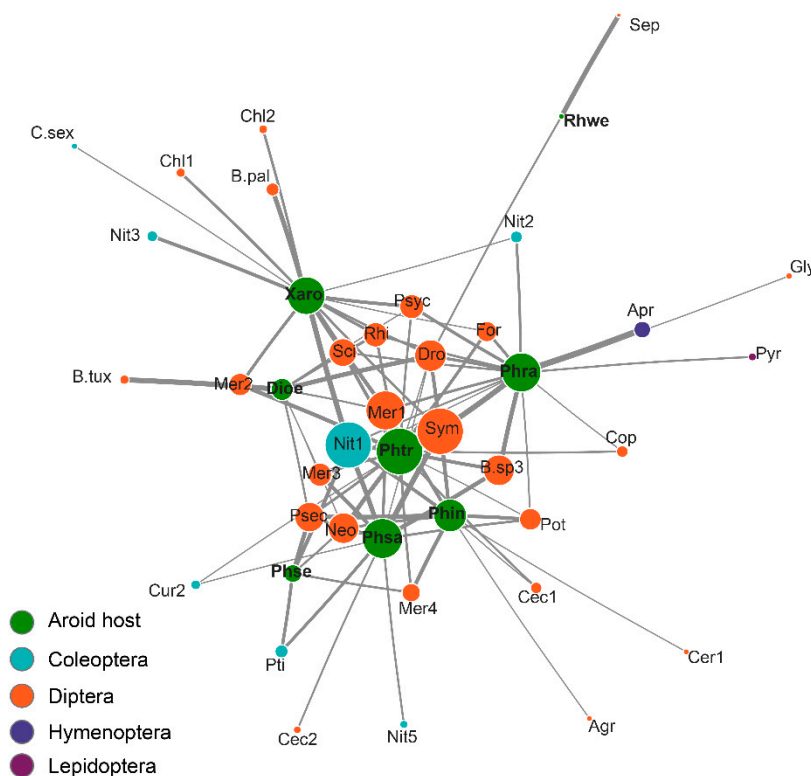 Sep
Rhwe
Chl2
C.sex
Chl1
B.pal
Nit3
Nit2
Gly
Xaro
Psyc
For
Apr
Rhi
Sci
Dro
Phra
Pyr
B.tux
Mer2
Dioe
Mer1
Sym
Nit1
Phtr
Cop
Mer3
B.sp3
Psec
Neo
Phsa
Phin
Pot
Phse
Cur2
Mer4
Cec1
Aroid host
Coleoptera
Pti
Cer1
Diptera
Agr
Cec2
Nit5
Hymenoptera
Lepidoptera